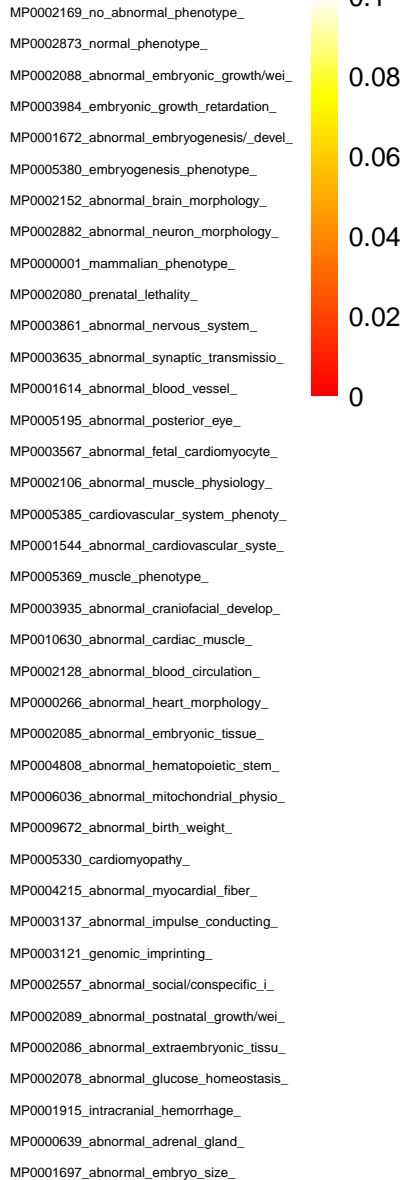 MP0002169_no_abnormal_phenotype_
MP0002873_normal_phenotype_
MP0002088_abnormal_embryonic_growth/wei_
MP0003984_embryonic_growth_retardation_
MP0001672_abnormal_embryogenesis/_devel_
MP0005380_embryogenesis_phenotype_
MP0002152_abnormal_brain_morphology_
MP0002882_abnormal_neuron_morphology_
MP0000001_mammalian_phenotype_
MP0002080_prenatal_lethality_
MP0003861_abnormal_nervous_system_
MP0003635_abnormal_synaptic_transmissio_
MP0001614_abnormal_blood_vessel_
MP0005195_abnormal_posterior_eye_
MP0003567_abnormal_fetal_cardiomyocyte_
MP0002106_abnormal_muscle_physiology_
MP0005385_cardiovascular_system_phenoty_
MP0001544_abnormal_cardiovascular_syste_
MP0005369_muscle_phenotype_
MP0003935_abnormal_craniofacial_develop_
MP0010630_abnormal_cardiac_muscle_
MP0002128_abnormal_blood_circulation_
MP0000266_abnormal_heart_morphology_
MP0002085_abnormal_embryonic_tissue_
MP0004808_abnormal_hematopoietic_stem_
MP0006036_abnormal_mitochondrial_physio_
MP0009672_abnormal_birth_weight_
MP0005330_cardiomyopathy_
MP0004215_abnormal_myocardial_fiber_
MP0003137_abnormal_impulse_conducting_
MP0003121_genomic_imprinting_
MP0002557_abnormal_social/conspecific_i_
MP0002089_abnormal_postnatal_growth/wei_
MP0002086_abnormal_extraembryonic_tissu_
MP0002078_abnormal_glucose_homeostasis_
MP0001915_intracranial_hemorrhage_
MP0000639_abnormal_adrenal_gland_
MP0001697_abnormal_embryo_size_
0.1
0.08
0.06
0.04
0.02
0